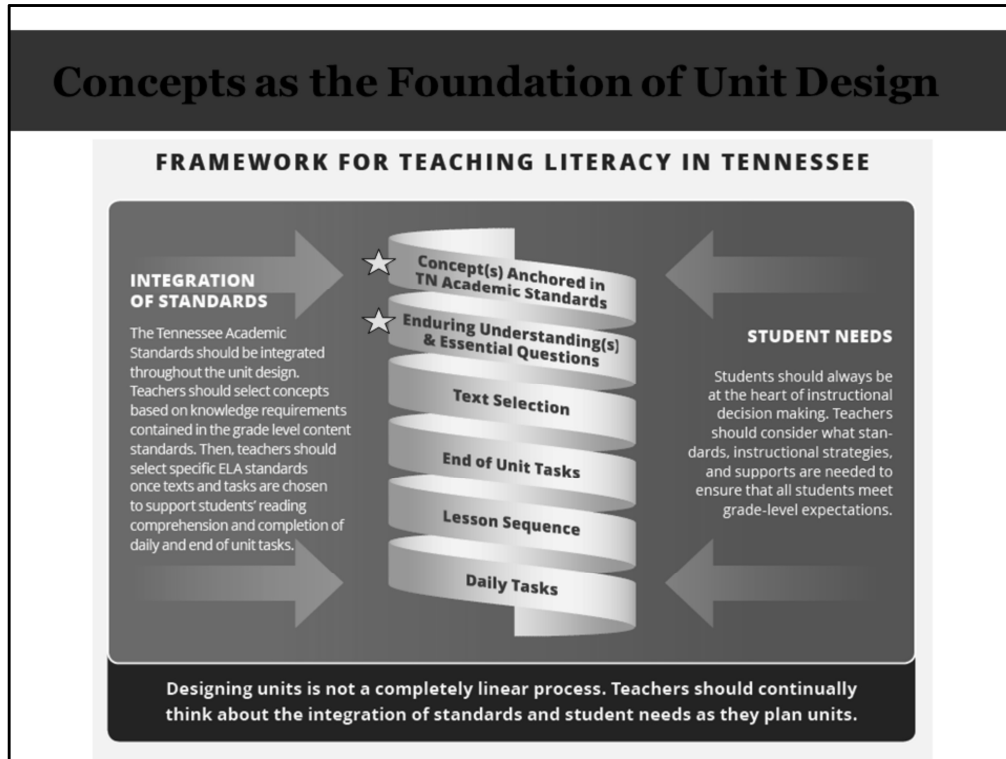 Concepts as the Foundation of Unit Design
FRAMEWORK FOR TEACHING LITERACY IN TENNESSEE
INTEGRATION
OF STANDARDS
The Tennessee Academic
Standards should be integrated
throughout the unit design.
Teachers should select concepts
based on knowledge requirements
contained in the grade level content
standards. Then, teachers should
select specific ELA standards
once texts and tasks are chosen
to support students' reading
comprehension and completion of
daily and end of unit tasks.
Concept(s) Anchored in
TN Academic Standards
Enduring Understanding(s)
& Essential Questions
Text Selection
End of Unit Tasks
Lesson Sequence
Daily Tasks
STUDENT NEEDS
Students should always be
at the heart of instructional
decision making. Teachers
should consider what stan-
dards, instructional strategies,
and supports are needed to
ensure that all students meet
grade-level expectations.
Designing units is not a completely linear process. Teachers should continually
think about the integration of standards and student needs as they plan units.